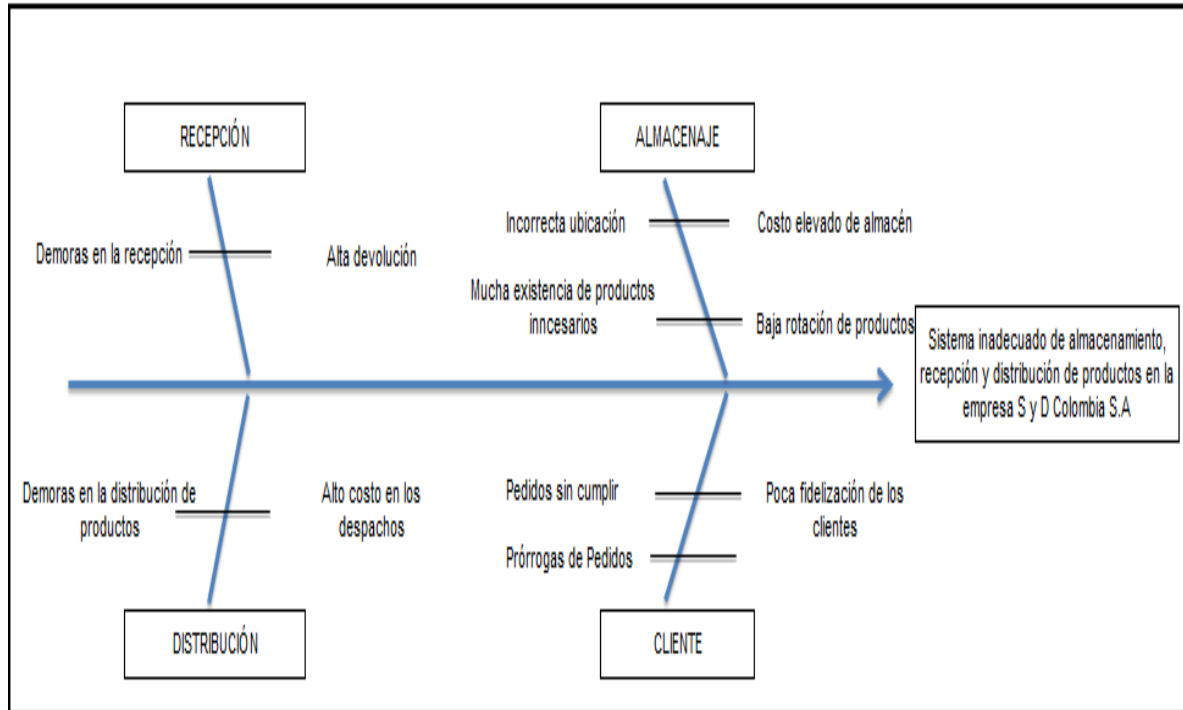 RECEPCIÓN
ALMACENAJE
Incorrecta ubicación
Costo elevado de almacén
Demoras en la recepción
Alta devolución
Mucha existencia de productos
inncesarios
Baja rotación de productos
Sistema inadecuado de almacenamiento,
recepción y distribución de productos en la
empresa S y D Colombia S.A
Demoras en la distribución de
productos
Alto costo en los
despachos
Pedidos sin cumplir
Poca fidelización de los
clientes
Prórrogas de Pedidos
DISTRIBUCIÓN
CLIENTE